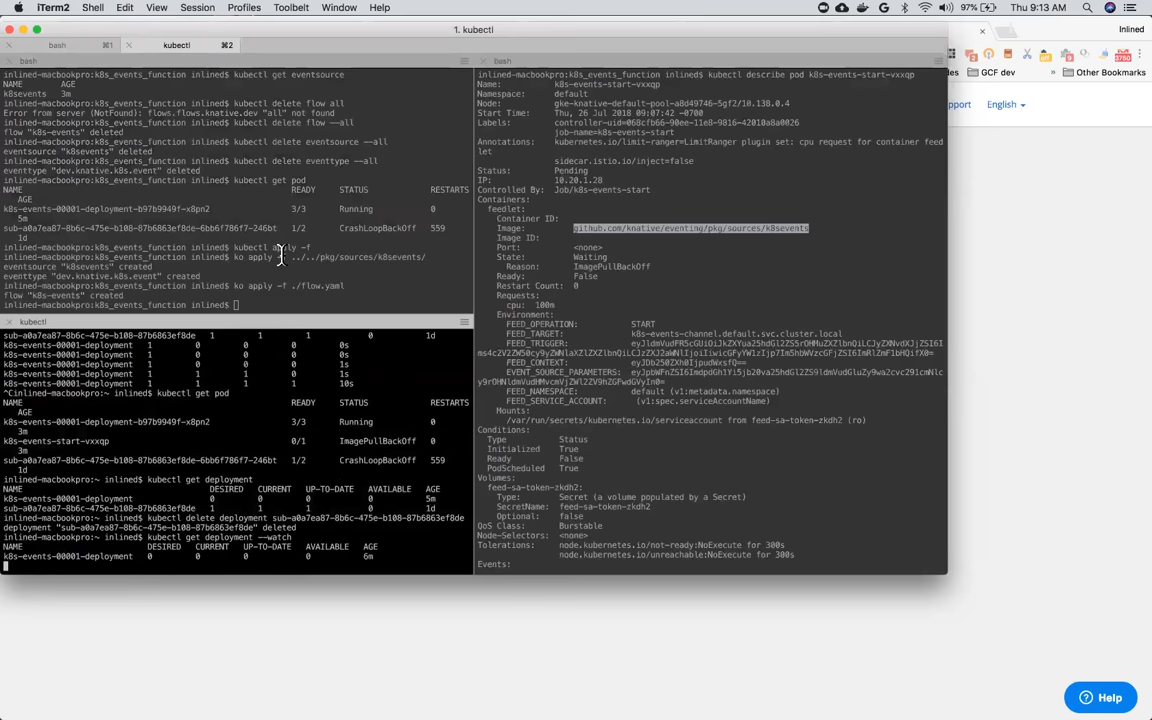 iTerm2 Shell Edit View Session Profiles Toolbelt Window Help 97% Thu 9:13 AM
1. kubectl
Inlined
bash ⌘1 kubectl ⌘2
GCF dev » Other Bookmarks
bash
inlined-macbookpro:k8s_events_function inlined$ kubectl get eventsource
NAME AGE
k8sevents 3m
inlined-macbookpro:k8s_events_function inlined$ kubectl delete flow all
Error from server (NotFound): flows.flows.knative.dev "all" not found
inlined-macbookpro:k8s_events_function inlined$ kubectl delete flow --all
flow "k8s-events" deleted
inlined-macbookpro:k8s_events_function inlined$ kubectl delete eventsource --all
eventsource "k8sevents" deleted
inlined-macbookpro:k8s_events_function inlined$ kubectl delete eventtype --all
eventtype "dev.knative.k8s.event" deleted
inlined-macbookpro:k8s_events_function inlined$ kubectl get pod
NAME READY STATUS RESTARTS
AGE
k8s-events-00001-deployment-b97b9949f-x8pn2 3/3 Running 0
5m
sub-a0a7ea87-8b6c-475e-b108-87b6863ef8de-6bb6f786f7-246bt 1/2 CrashLoopBackOff 559
1d
inlined-macbookpro:k8s_events_function inlined$ kubectl apply -f
inlined-macbookpro:k8s_events_function inlined$ ko apply -f ../../pkg/sources/k8sevents/
eventsource "k8sevents" created
eventtype "dev.knative.k8s.event" created
inlined-macbookpro:k8s_events_function inlined$ ko apply -f ./flow.yaml
flow "k8s-events" created
inlined-macbookpro:k8s_events_function inlined$
kubectl
sub-a0a7ea87-8b6c-475e-b108-87b6863ef8de 1 1 1 0 1d
k8s-events-00001-deployment 1 0 0 0 0s
k8s-events-00001-deployment 1 0 0 0 0s
k8s-events-00001-deployment 1 0 0 0 1s
k8s-events-00001-deployment 1 1 1 0 1s
k8s-events-00001-deployment 1 1 1 1 10s
^Cinlined-macbookpro:~ inlined$ kubectl get pod
NAME READY STATUS RESTARTS
AGE
k8s-events-00001-deployment-b97b9949f-x8pn2 3/3 Running 0
3m
k8s-events-start-vxxqp 0/1 ImagePullBackOff 0
3m
sub-a0a7ea87-8b6c-475e-b108-87b6863ef8de-6bb6f786f7-246bt 1/2 CrashLoopBackOff 559
1d
inlined-macbookpro:~ inlined$ kubectl get deployment
NAME DESIRED CURRENT UP-TO-DATE AVAILABLE AGE
k8s-events-00001-deployment 1 1 1 1 5m
sub-a0a7ea87-8b6c-475e-b108-87b6863ef8de 1 1 1 0 1d
inlined-macbookpro:~ inlined$ kubectl delete deployment sub-a0a7ea87-8b6c-475e-b108-87b6863ef8de
deployment "sub-a0a7ea87-8b6c-475e-b108-87b6863ef8de" deleted
inlined-macbookpro:~ inlined$ kubectl get deployment --watch
NAME DESIRED CURRENT UP-TO-DATE AVAILABLE AGE
k8s-events-00001-deployment 0 0 0 0 6m
bash
inlined-macbookpro:k8s_events_function inlined$ kubectl describe pod k8s-events-start-vxxqp
Name: k8s-events-start-vxxqp
Namespace: default
Node: gke-knative-default-pool-a8d49746-5gf2/10.138.0.4
Start Time: Thu, 26 Jul 2018 09:07:42 -0700
Labels: controller-uid=068cfb66-90ee-11e8-9816-42010a8a0026
job-name=k8s-events-start
Annotations: kubernetes.io/limit-ranger=LimitRanger plugin set: cpu request for container feed
let
sidecar.istio.io/inject=false
Status: Pending
IP: 10.20.1.28
Controlled By: Job/k8s-events-start
Containers:
feedlet:
Container ID:
Image: github.com/knative/eventing/pkg/sources/k8sevents
Image ID:
Port: <none>
State: Waiting
Reason: ImagePullBackOff
Ready: False
Restart Count: 0
Requests:
cpu: 100m
Environment:
FEED_OPERATION: START
FEED_TARGET: k8s-events-channel.default.svc.cluster.local
FEED_TRIGGER:
FEED_CONTEXT:
EVENT_SOURCE_PARAMETERS:
FEED_NAMESPACE: default (v1:metadata.namespace)
FEED_SERVICE_ACCOUNT: (v1:spec.serviceAccountName)
Mounts:
/var/run/secrets/kubernetes.io/serviceaccount from feed-sa-token-zkdh2 (ro)
Conditions:
Type Status
Initialized True
Ready False
PodScheduled True
Volumes:
feed-sa-token-zkdh2:
Type: Secret (a volume populated by a Secret)
SecretName: feed-sa-token-zkdh2
Optional: false
QoS Class: Burstable
Node-Selectors: <none>
Tolerations: node.kubernetes.io/not-ready:NoExecute for 300s
node.kubernetes.io/unreachable:NoExecute for 300s
Events:
English
Help